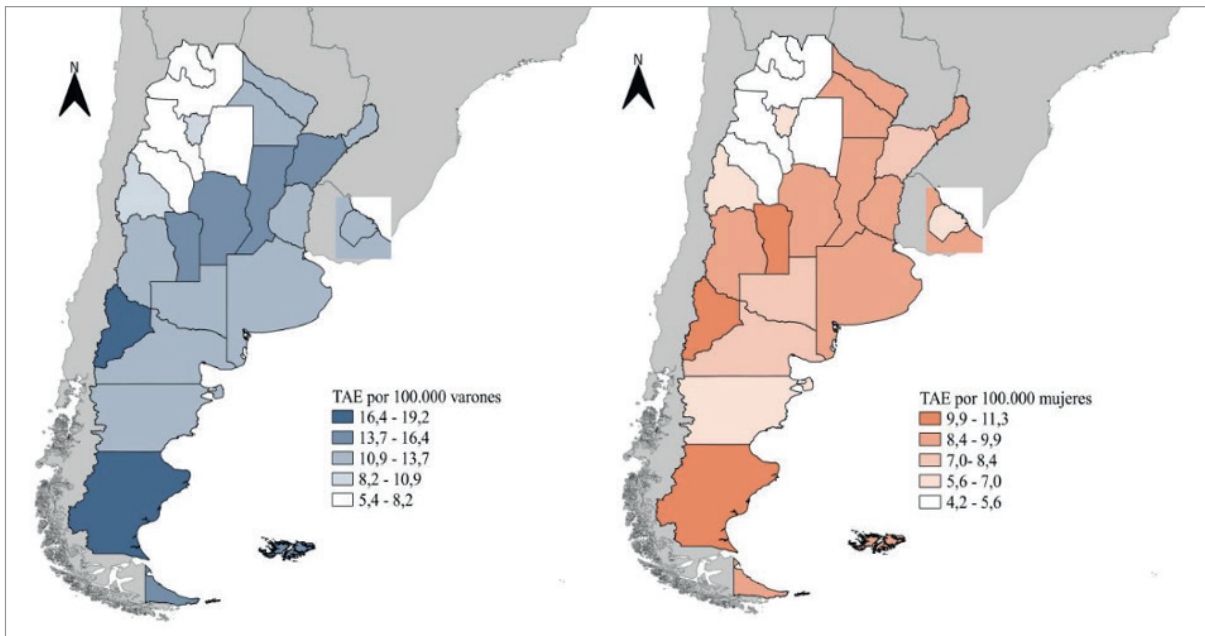 N
TAE por 100.000 varones
16,4 - 19,2
13,7 - 16,4
10,9 - 13,7
8,2 - 10,9
5,4 - 8,2
N
TAE por 100.000 mujeres
9,9 - 11,3
8,4 - 9,9
7,0- 8,4
5,6 - 7,0
4,2 - 5,6